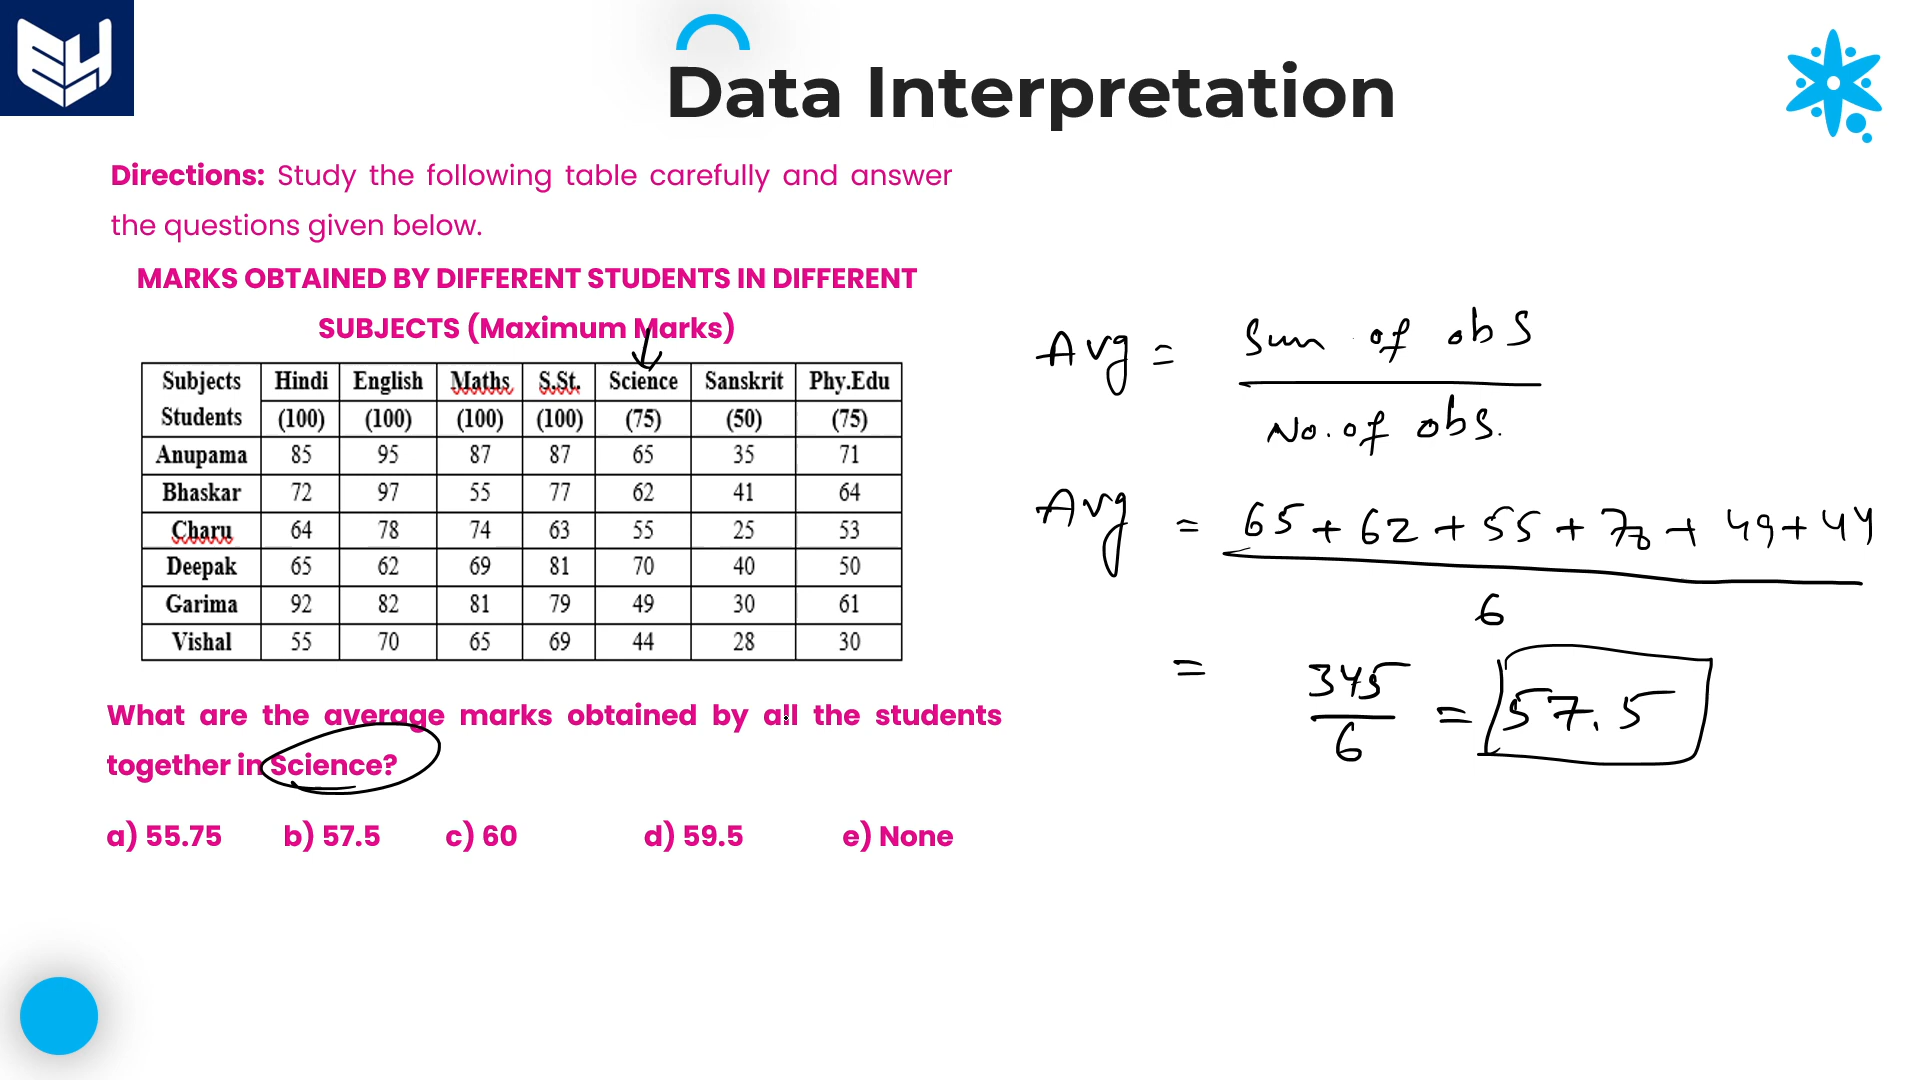 Data Interpretation
Directions: Study the following table carefully and answer
the questions given below.
MARKS OBTAINED BY DIFFERENT STUDENTS IN DIFFERENT
SUBJECTS (Maximum Marks)
Subjects Hindi English Maths S.St. Science Sanskrit Phy.Edu
Students (100) (100) (100) (100) (75) (50) (75)
Anupama 85 95 87 87 65 35 71
Bhaskar 72 97 55 77 62 41 64
Charu 64 78 74 63 55 25 53
Deepak 65 62 69 81 70 40 50
Garima 92 82 81 79 49 30 61
Vishal 55 70 65 69 44 28 30
What are the average marks obtained by all the students
together in Science?
a) 55.75 b) 57.5 c) 60 d) 59.5 e) None
Avg = Sum of obs
No. of obs.
Avg = 65 + 62 + 55 + 70 + 49 + 44
6
= 345
6
= 57.5